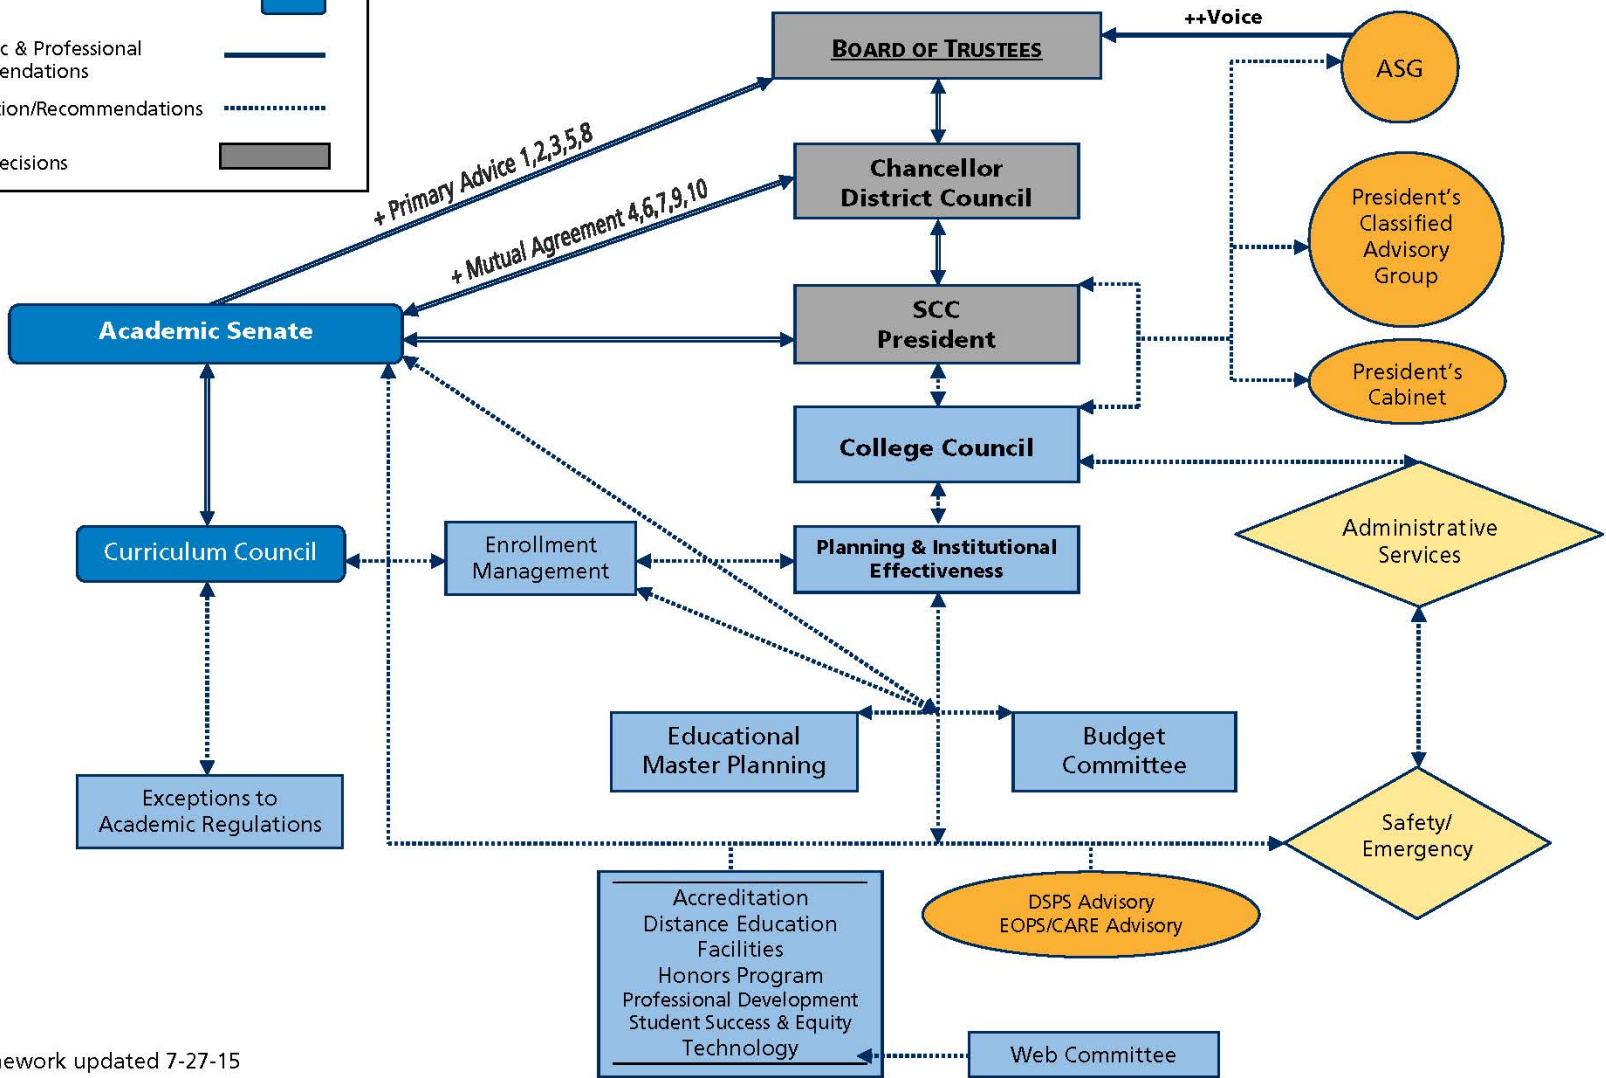 c & Professional
endations
tion/Recommendations
ecisions
++Voice
BOARD OF TRUSTEES
ASG
+ Primary Advice 1,2,3,5,8
Chancellor
District Council
+ Mutual Agreement 4,6,7,9,10
President's
Classified
Advisory
Group
Academic Senate
SCC
President
President's
Cabinet
College Council
Administrative
Services
Curriculum Council
Enrollment
Management
Planning & Institutional
Effectiveness
Educational
Master Planning
Budget
Committee
Exceptions to
Academic Regulations
Safety/
Emergency
Accreditation
Distance Education
Facilities
Honors Program
Professional Development
Student Success & Equity
Technology
DSPS Advisory
EOPS/CARE Advisory
Web Committee
ework updated 7-27-15